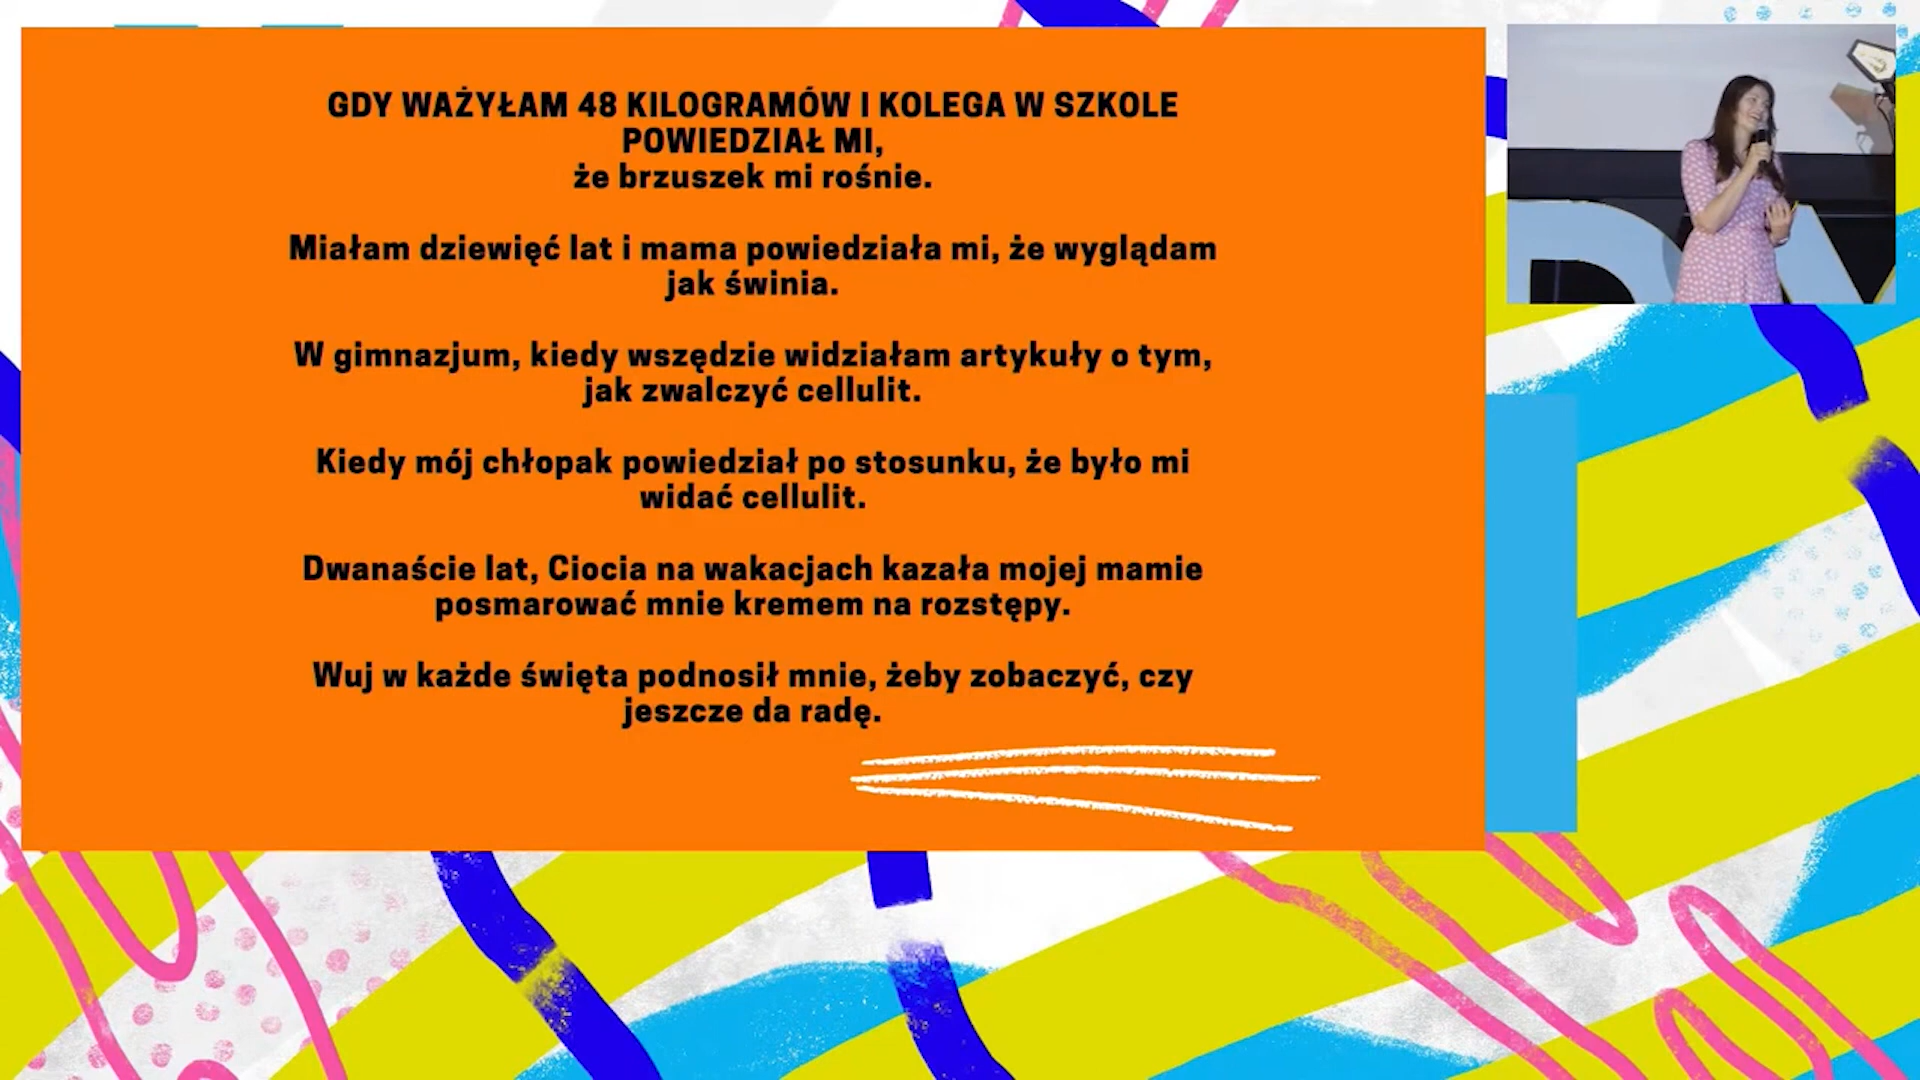 GDY WAŻYŁAM 48 KILOGRAMÓW I KOLEGA W SZKOLE
POWIEDZIAŁ MI,
że brzuszek mi rośnie.
Miałam dziewięć lat i mama powiedziała mi, że wyglądam
jak świnia.
W gimnazjum, kiedy wszędzie widziałam artykuły o tym,
jak zwalczyć cellulit.
Kiedy mój chłopak powiedział po stosunku, że było mi
widać cellulit.
Dwanaście lat, Ciocia na wakacjach kazała mojej mamie
posmarować mnie kremem na rozstępy.
Wuj w każde święta podnosił mnie, żeby zobaczyć, czy
jeszcze da radę.